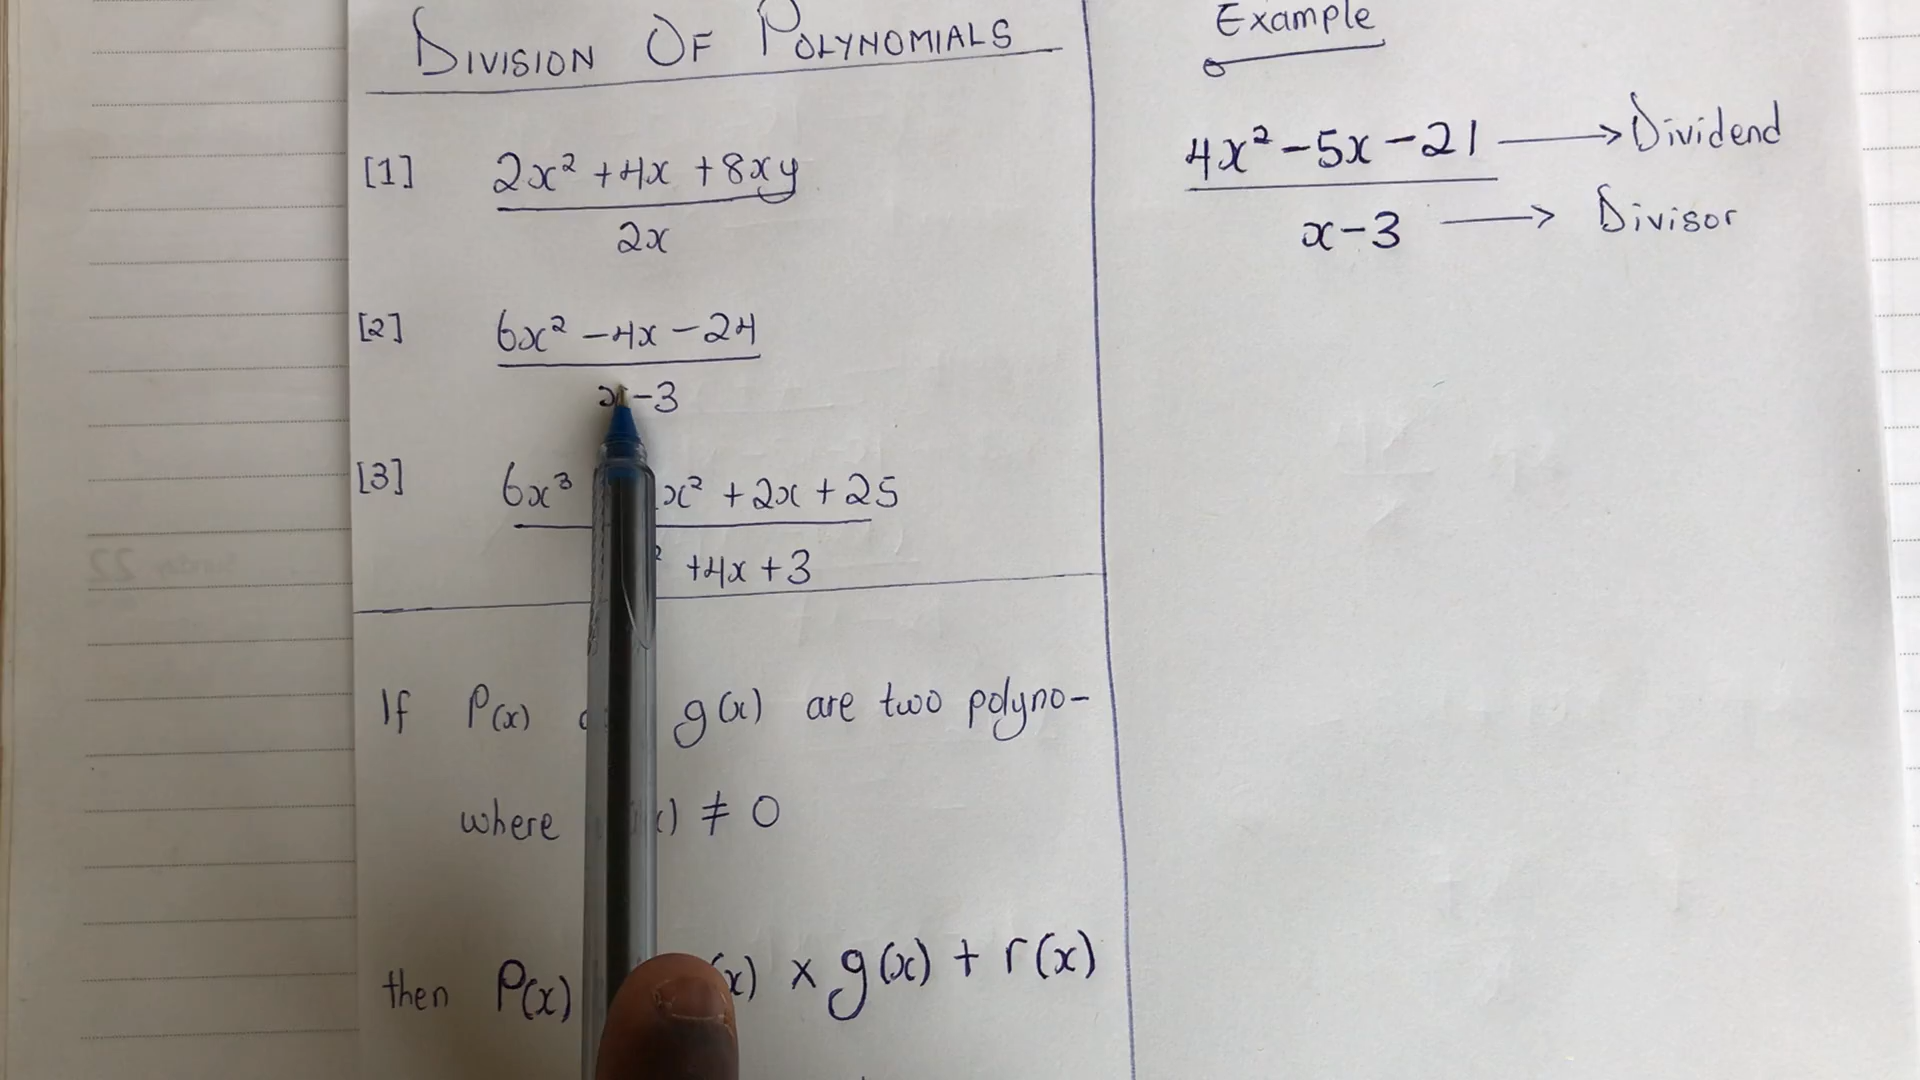 DIVISION OF POLYNOMIALS
[1] 2x² + 4x + 8xy
2x
[2] 6x² - 4x - 24
x - 3
[3] 6x³ x² + 2x + 25
² + 4x + 3
If P(x) g(x) are two polyno-
where ≠ 0
then P(x) (x) × g(x) + r(x)
Example
4x² - 5x - 21 → Dividend
x - 3 → Divisor